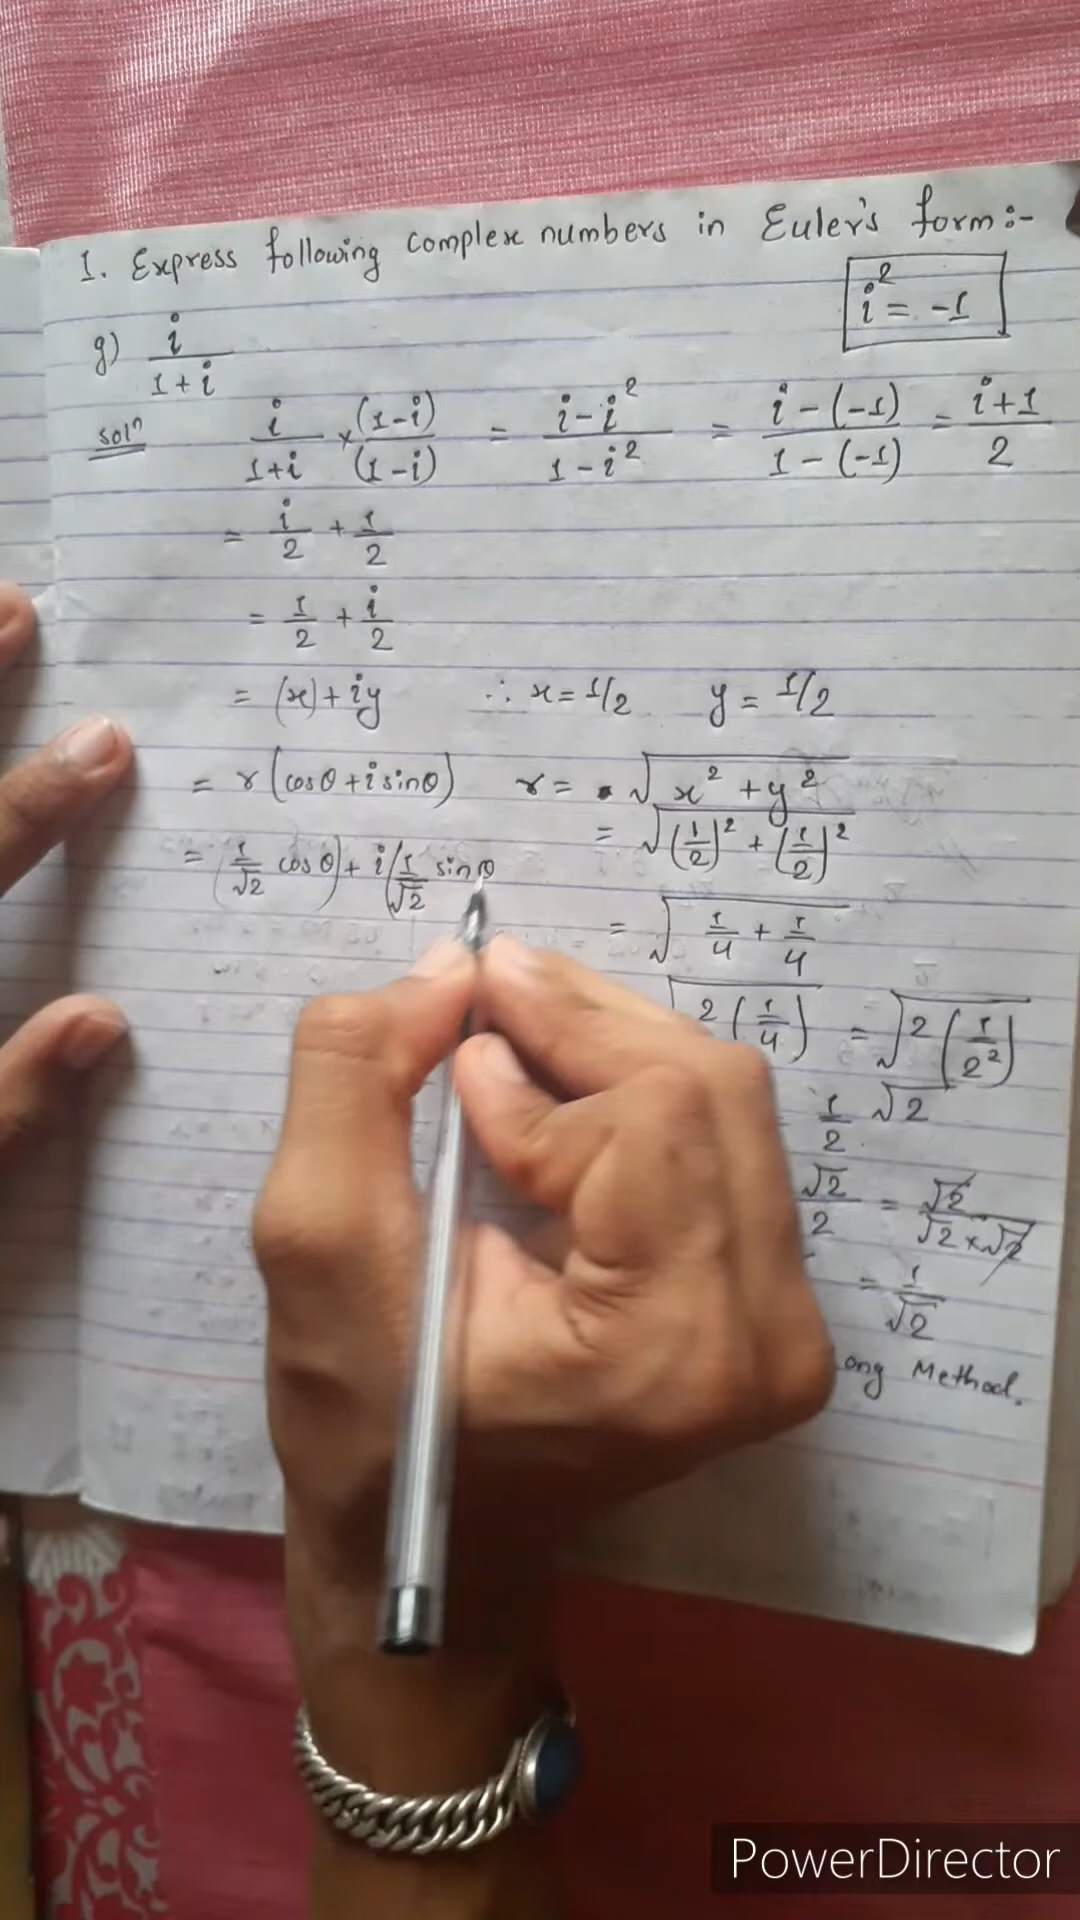 1. Express following complex numbers in Euler's form :-
i² = -1
g) i/(1+i)
solⁿ i/(1+i) × (1-i)/(1-i) = (i-i²)/(1-i²) = (i-(-1))/(1-(-1)) = (i+1)/2
= i/2 + 1/2
= 1/2 + i/2
= (x) + iy ∴ x = 1/2 y = 1/2
= r(cosθ + i sinθ) r = √(x² + y²)
= √((1/2)² + (1/2)²)
= (1/√2 cosθ) + i(1/√2 sinθ
= √(1/4 + 1/4)
√(2(1/4)) = √(2(1/2²))
1/2 √2
√2/2 = √2/(√2×√2)
= 1/√2
Method.
PowerDirector